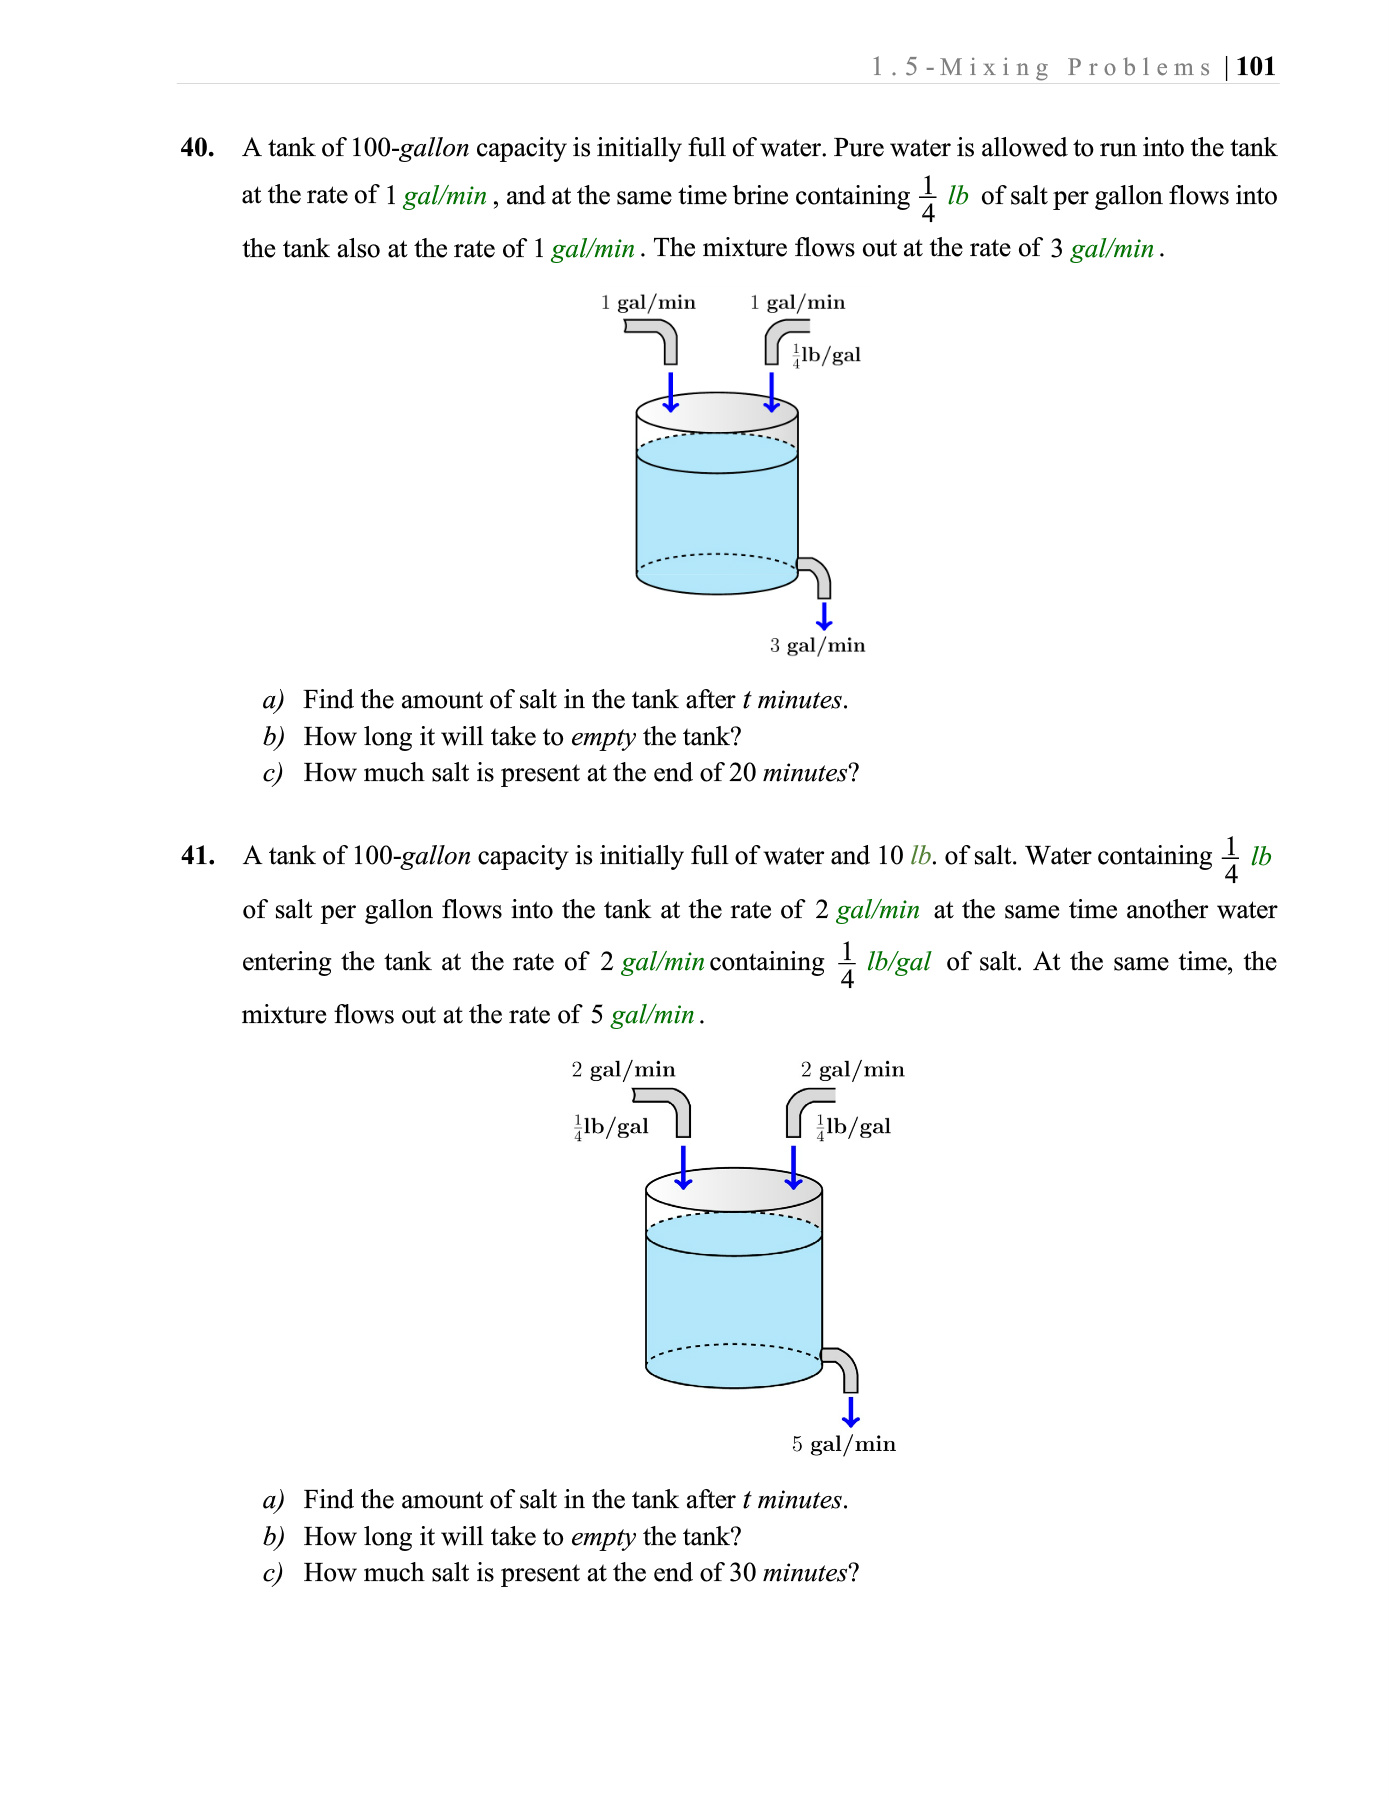 1.5-Mixing Problems | 101
40. A tank of 100-gallon capacity is initially full of water. Pure water is allowed to run into the tank
at the rate of 1 gal/min , and at the same time brine containing 1/4 lb of salt per gallon flows into
the tank also at the rate of 1 gal/min . The mixture flows out at the rate of 3 gal/min .
1 gal/min 1 gal/min
1/4 lb/gal
3 gal/min
a) Find the amount of salt in the tank after t minutes.
b) How long it will take to empty the tank?
c) How much salt is present at the end of 20 minutes?
41. A tank of 100-gallon capacity is initially full of water and 10 lb. of salt. Water containing 1/4 lb
of salt per gallon flows into the tank at the rate of 2 gal/min at the same time another water
entering the tank at the rate of 2 gal/min containing 1/4 lb/gal of salt. At the same time, the
mixture flows out at the rate of 5 gal/min .
2 gal/min 2 gal/min
1/4 lb/gal 1/4 lb/gal
5 gal/min
a) Find the amount of salt in the tank after t minutes.
b) How long it will take to empty the tank?
c) How much salt is present at the end of 30 minutes?